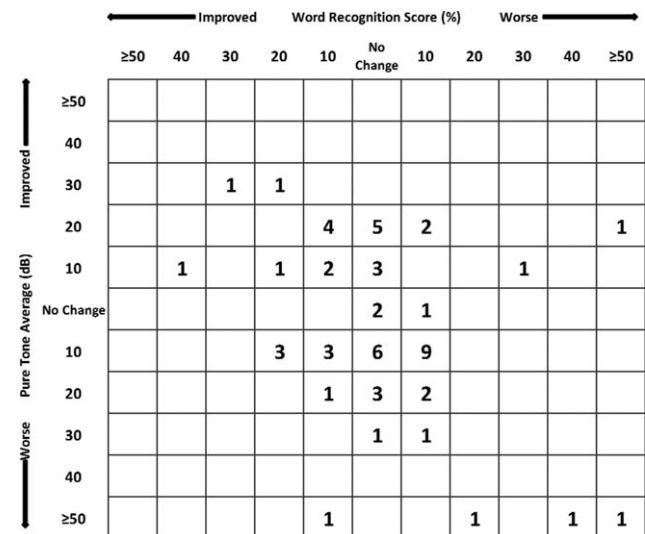 Improved Word Recognition Score (%) Worse
≥50 40 30 20 10 No Change 10 20 40 ≥50
Improved
Pure Tone Average (dB)
Worse
≥50
40
30 1 1
20 4 5 2 1
10 1 1 2 3 1
No Change 2 1
10 3 3 6 9
20 1 3 2
30 1 1
40
≥50 1 1 1 1